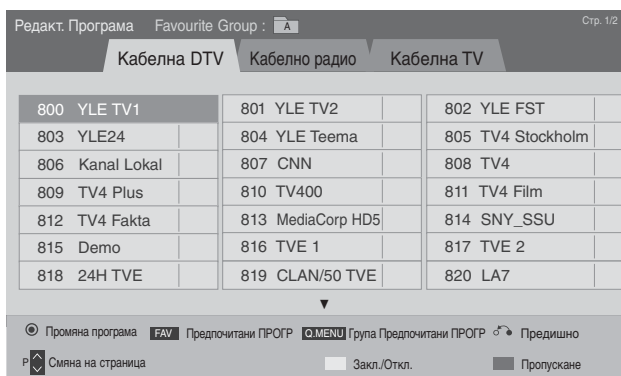 Редакт. Програма Favourite Group : A Стр. 1/2
Кабелна DTV Кабелно радио Кабелна TV
800 YLE TV1 801 YLE TV2 802 YLE FST
803 YLE24 804 YLE Teema 805 TV4 Stockholm
806 Kanal Lokal 807 CNN 808 TV4
809 TV4 Plus 810 TV400 811 TV4 Film
812 TV4 Fakta 813 MediaCorp HD5 814 SNY_SSU
815 Demo 816 TVE 1 817 TVE 2
818 24H TVE 819 CLAN/50 TVE 820 LA7
Промяна програма FAV Предпочитани ПРОГР Q.MENU Група Предпочитани ПРОГР Предишно
P Смяна на страница Закл./Откл. Пропускане